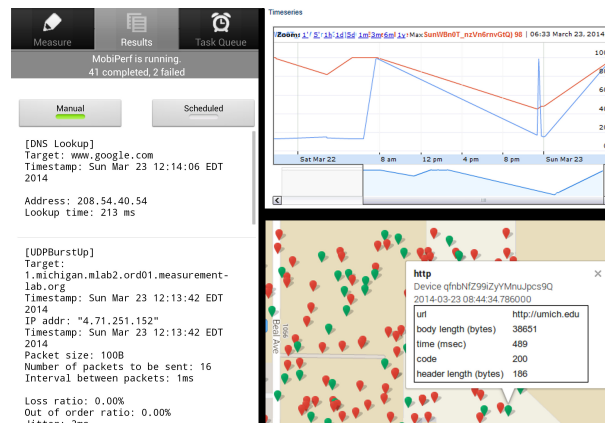 Measure
Results
Task Queue
MobiPerf is running.
41 completed, 2 failed
Manual
Scheduled
[DNS Lookup]
Target: www.google.com
Timestamp: Sun Mar 23 12:14:06 EDT
2014
Address: 208.54.40.54
Lookup time: 213 ms
[UDPBurstUp]
Target:
1.michigan.mlab2.ord01.measurement-
lab.org
Timestamp: Sun Mar 23 12:13:42 EDT
2014
IP addr: "4.71.251.152"
Timestamp: Sun Mar 23 12:13:42 EDT
2014
Packet size: 100B
Number of packets to be sent: 16
Interval between packets: 1ms
Loss ratio: 0.00%
Out of order ratio: 0.00%
Jitter: 2ms
Timeseries
Zoom: 1d 5d 1m 3m 6m 1y Max SunWBn0T_nzVn6rnvGtQ) 98 | 06:33 March 23, 2014
100
Sat Mar 22
8 am
12 pm
4 pm
8 pm
Sun Mar 23
1056
Beal Ave
http
Device qfnbNfZ99iZyYMnuJpcs9Q
2014-03-23 08:44:34.786000
url http://umich.edu
body length (bytes) 38651
time (msec) 489
code 200
header length (bytes) 186